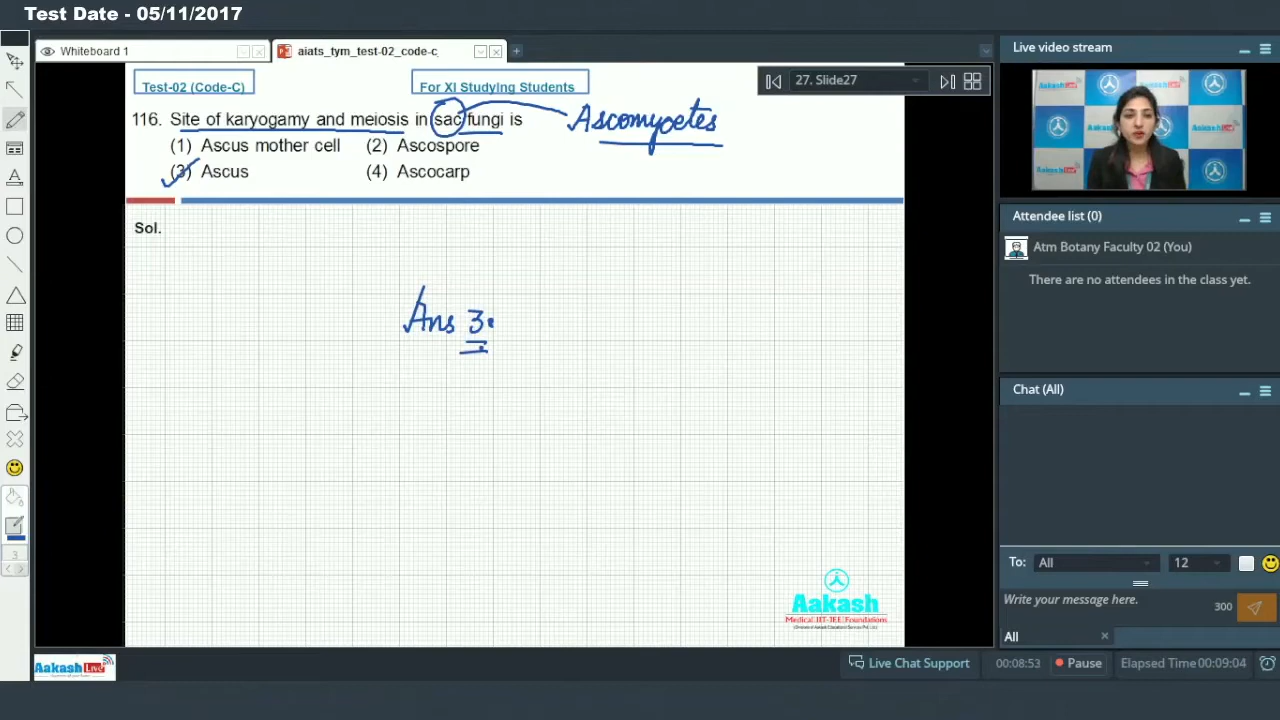 Test Date - 05/11/2017
Whiteboard 1
aiats_tym_test-02_code-c
Live video stream
Test-02 (Code-C)
For XI Studying Students
27. Slide27
116. Site of karyogamy and meiosis in sac fungi is
Ascomycetes
(1) Ascus mother cell (2) Ascospore
(3) Ascus (4) Ascocarp
Sol.
Ans 3.
Attendee list (0)
Atm Botany Faculty 02 (You)
There are no attendees in the class yet.
Chat (All)
To: All 12
Write your message here. 300
All
3
Aakash
Medical|IIT-JEE|Foundations
Aakash Live
Live Chat Support 00:08:53 Pause Elapsed Time 00:09:04